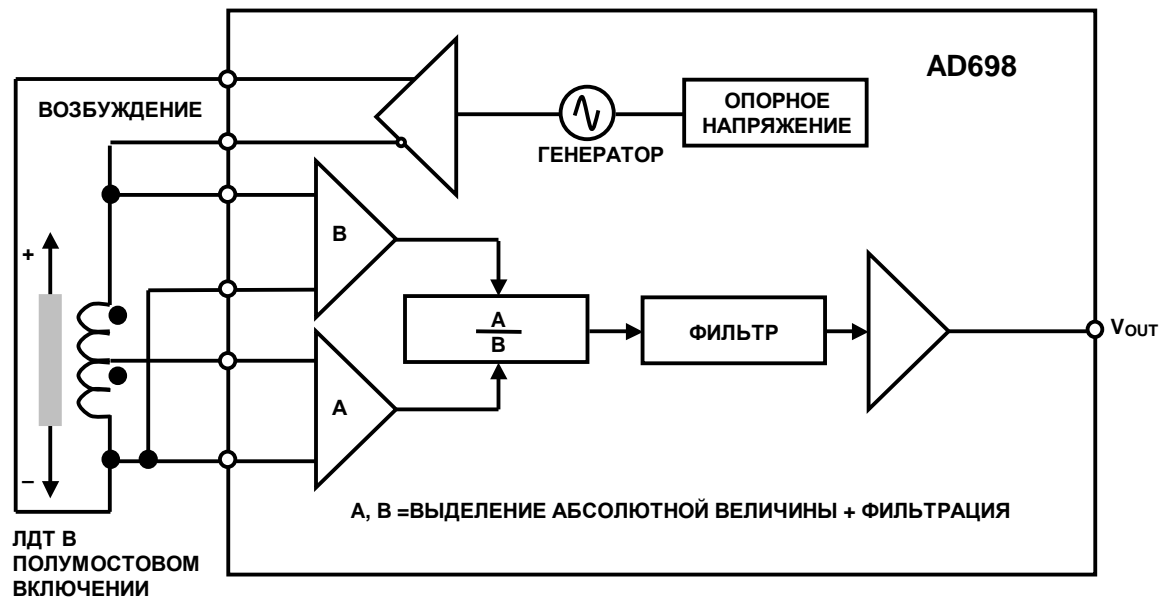 AD698
ВОЗБУЖДЕНИЕ
ОПОРНОЕ
НАПРЯЖЕНИЕ
ГЕНЕРАТОР
B
+
A
B
ФИЛЬТР
VOUT
A
–
A, B =ВЫДЕЛЕНИЕ АБСОЛЮТНОЙ ВЕЛИЧИНЫ + ФИЛЬТРАЦИЯ
ЛДТ В
ПОЛУМОСТОВОМ
ВКЛЮЧЕНИИ